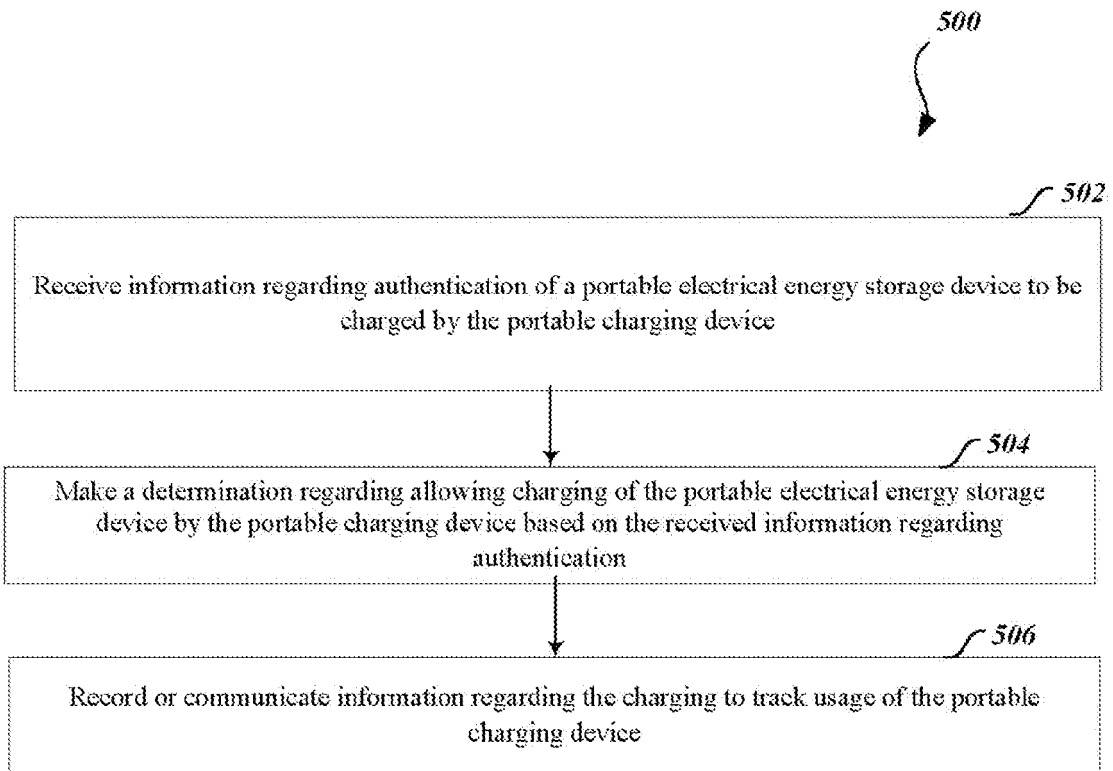 500
502
Receive information regarding authentication of a portable electrical energy storage device to be
charged by the portable charging device
504
Make a determination regarding allowing charging of the portable electrical energy storage
device by the portable charging device based on the received information regarding
authentication
506
Record or communicate information regarding the charging to track usage of the portable
charging device